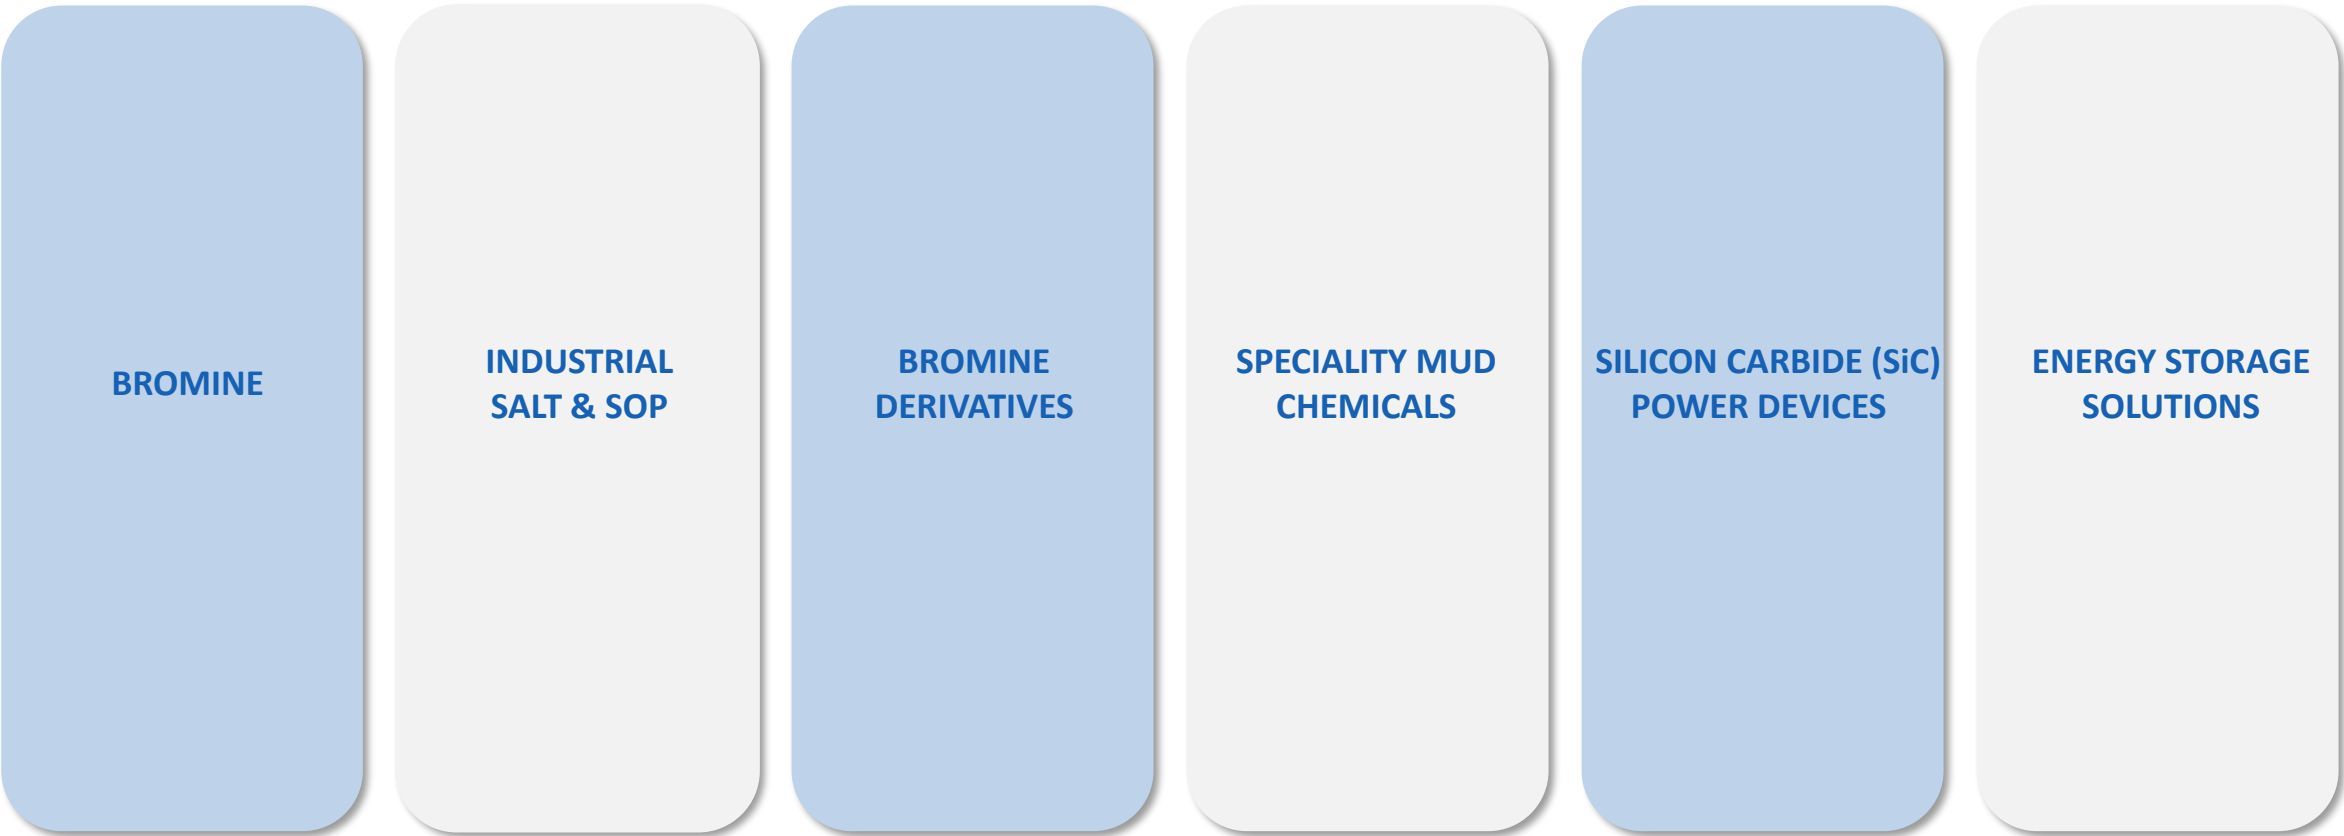 BROMINE
INDUSTRIAL
SALT & SOP
BROMINE
DERIVATIVES
SPECIALITY MUD
CHEMICALS
SILICON CARBIDE (SiC)
POWER DEVICES
ENERGY STORAGE
SOLUTIONS